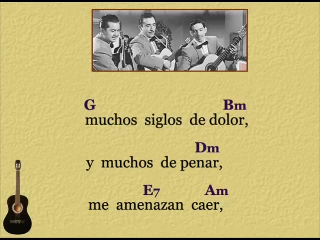 G Bm
muchos siglos de dolor,
Dm
y muchos de penar,
E7 Am
me amenazan caer,